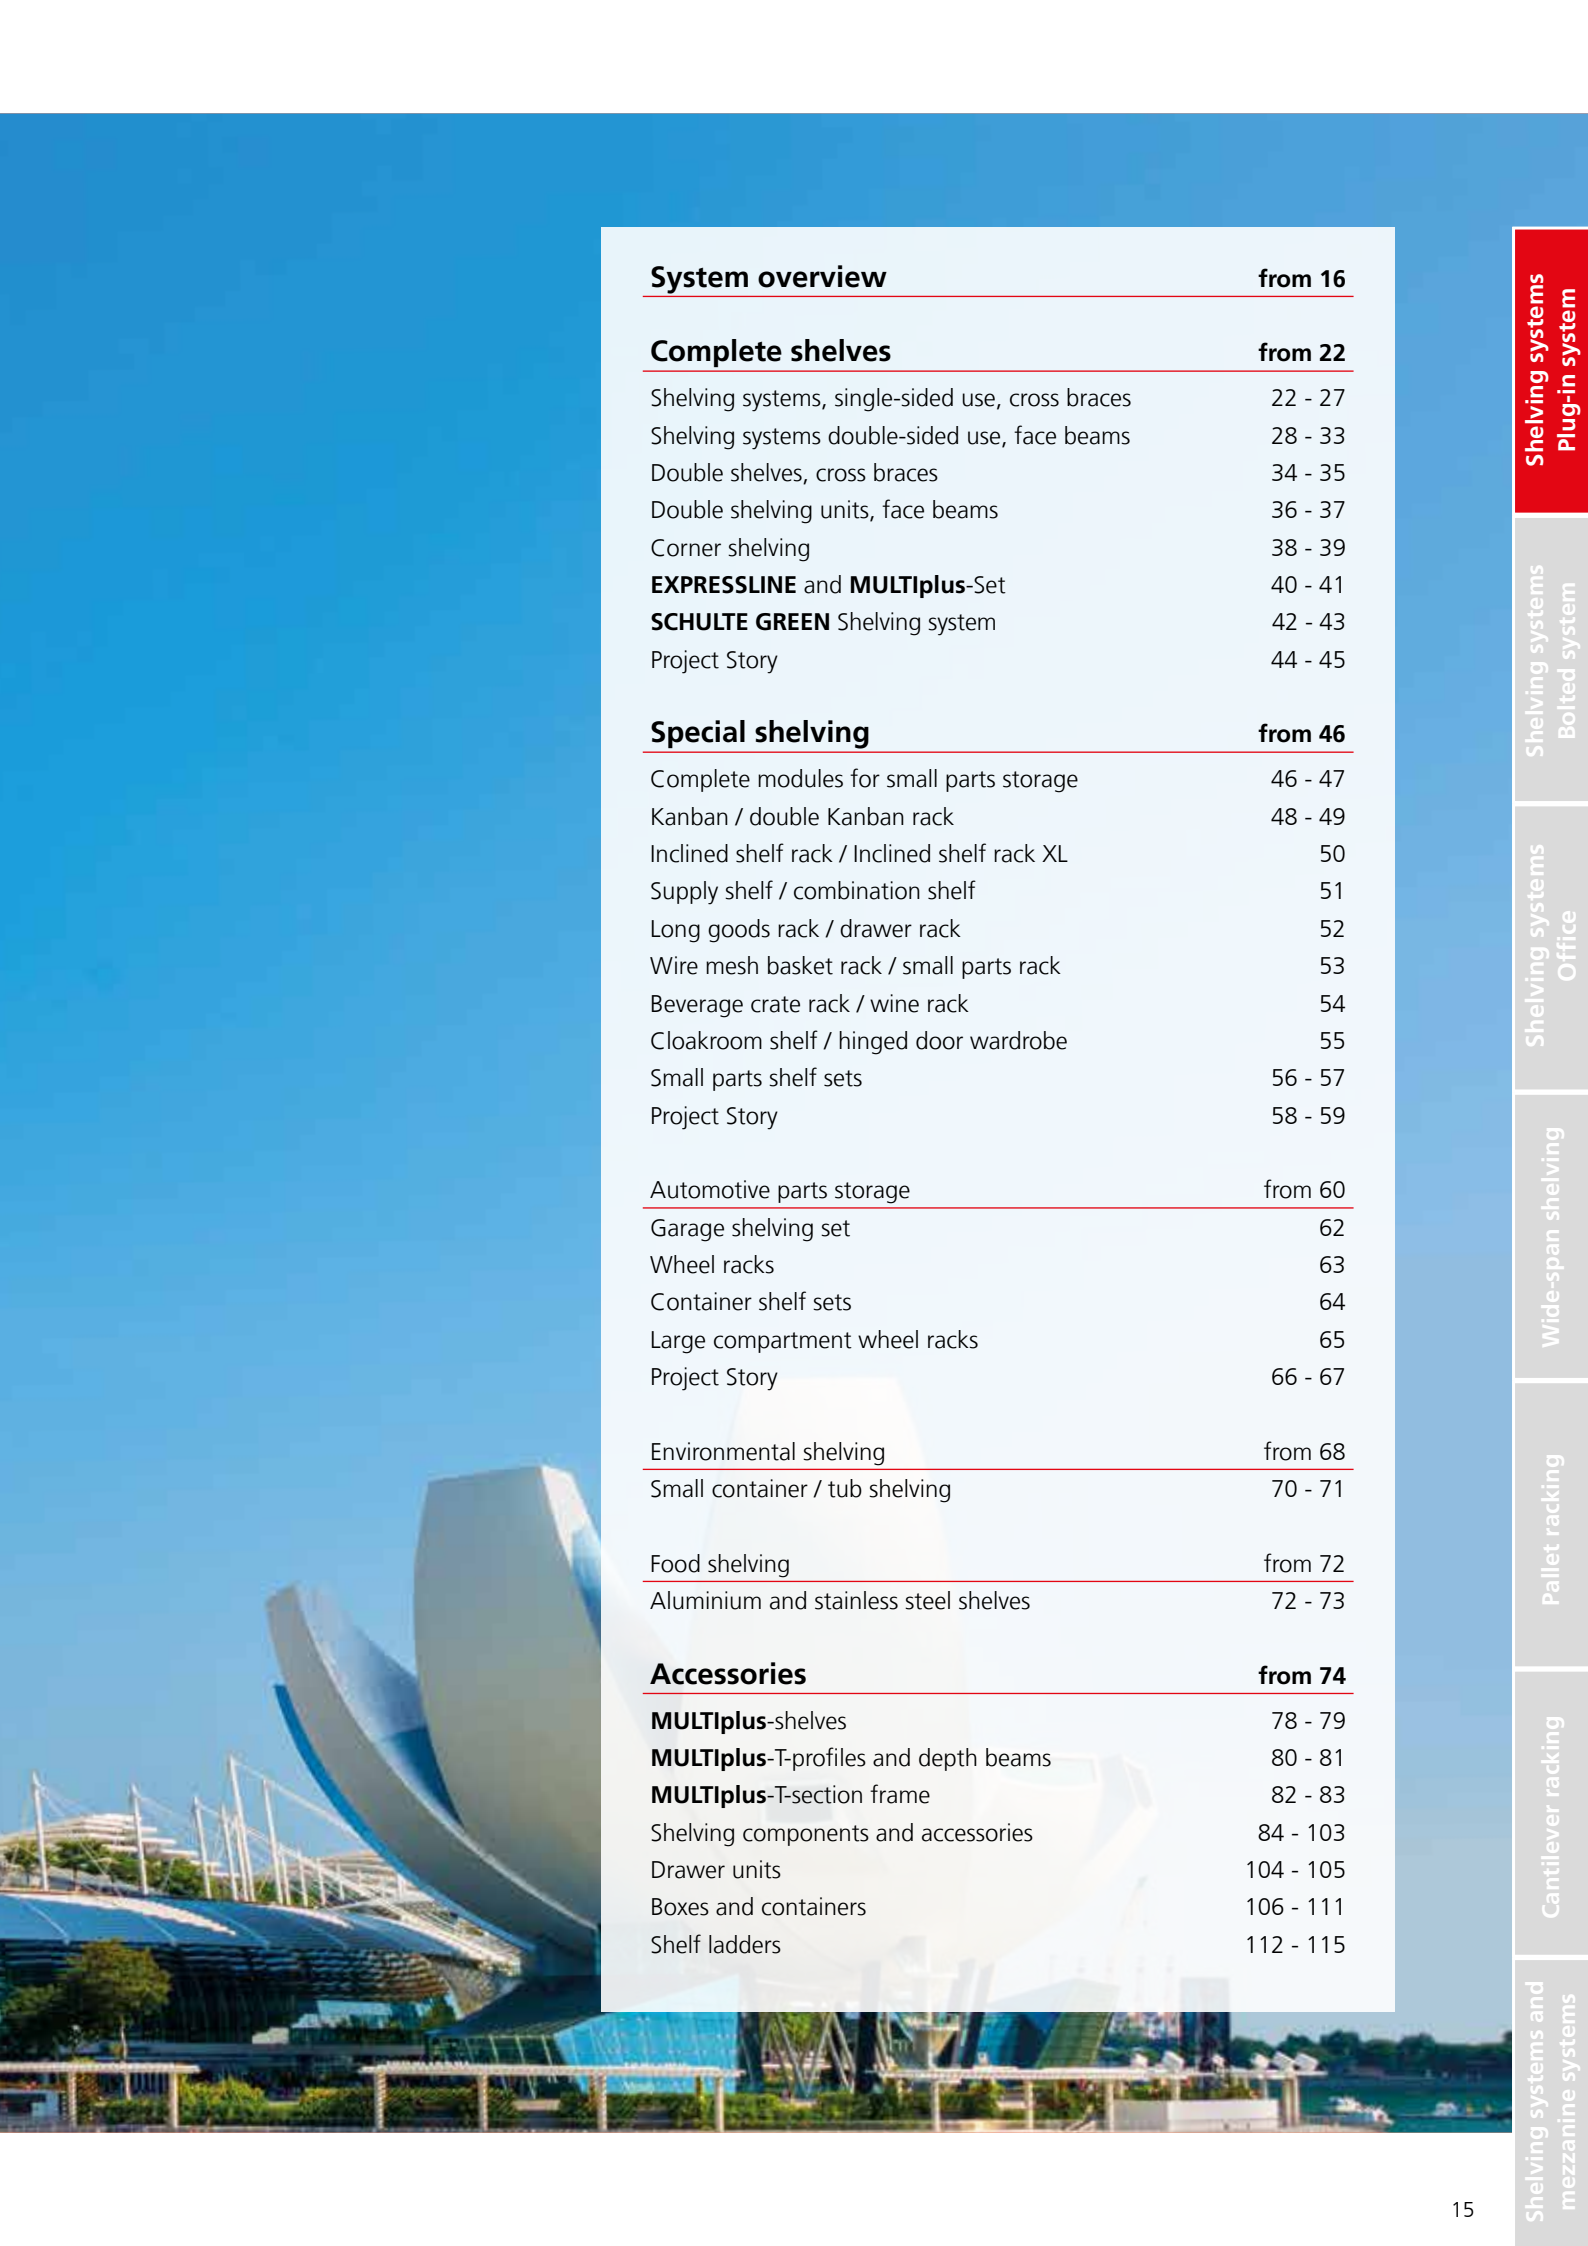 System overview from 16
Complete shelves from 22
Shelving systems, single-sided use, cross braces 22 - 27
Shelving systems double-sided use, face beams 28 - 33
Double shelves, cross braces 34 - 35
Double shelving units, face beams 36 - 37
Corner shelving 38 - 39
EXPRESSLINE and MULTIplus-Set 40 - 41
SCHULTE GREEN Shelving system 42 - 43
Project Story 44 - 45
Special shelving from 46
Complete modules for small parts storage 46 - 47
Kanban / double Kanban rack 48 - 49
Inclined shelf rack / Inclined shelf rack XL 50
Supply shelf / combination shelf 51
Long goods rack / drawer rack 52
Wire mesh basket rack / small parts rack 53
Beverage crate rack / wine rack 54
Cloakroom shelf / hinged door wardrobe 55
Small parts shelf sets 56 - 57
Project Story 58 - 59
Automotive parts storage from 60
Garage shelving set 62
Wheel racks 63
Container shelf sets 64
Large compartment wheel racks 65
Project Story 66 - 67
Environmental shelving from 68
Small container / tub shelving 70 - 71
Food shelving from 72
Aluminium and stainless steel shelves 72 - 73
Accessories from 74
MULTIplus-shelves 78 - 79
MULTIplus-T-profiles and depth beams 80 - 81
MULTIplus-T-section frame 82 - 83
Shelving components and accessories 84 - 103
Drawer units 104 - 105
Boxes and containers 106 - 111
Shelf ladders 112 - 115
Shelving systems
Plug-in system
Shelving systems
Bolted system
Shelving systems
Office
Wide-span shelving
Pallet racking
Cantilever racking
Shelving systems and
mezzanine systems
15